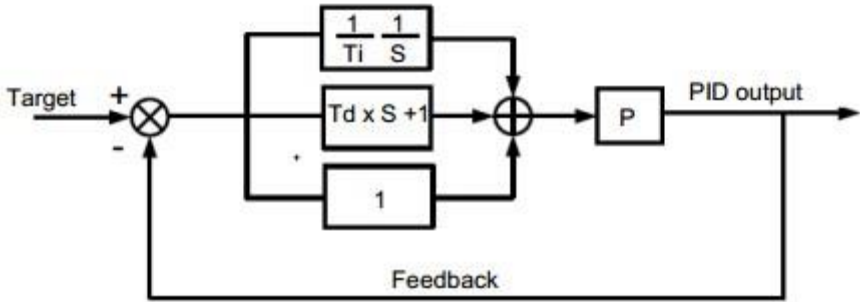 1 1
Ti S
Target
+
-
Td x S +1
P
PID output
1
Feedback